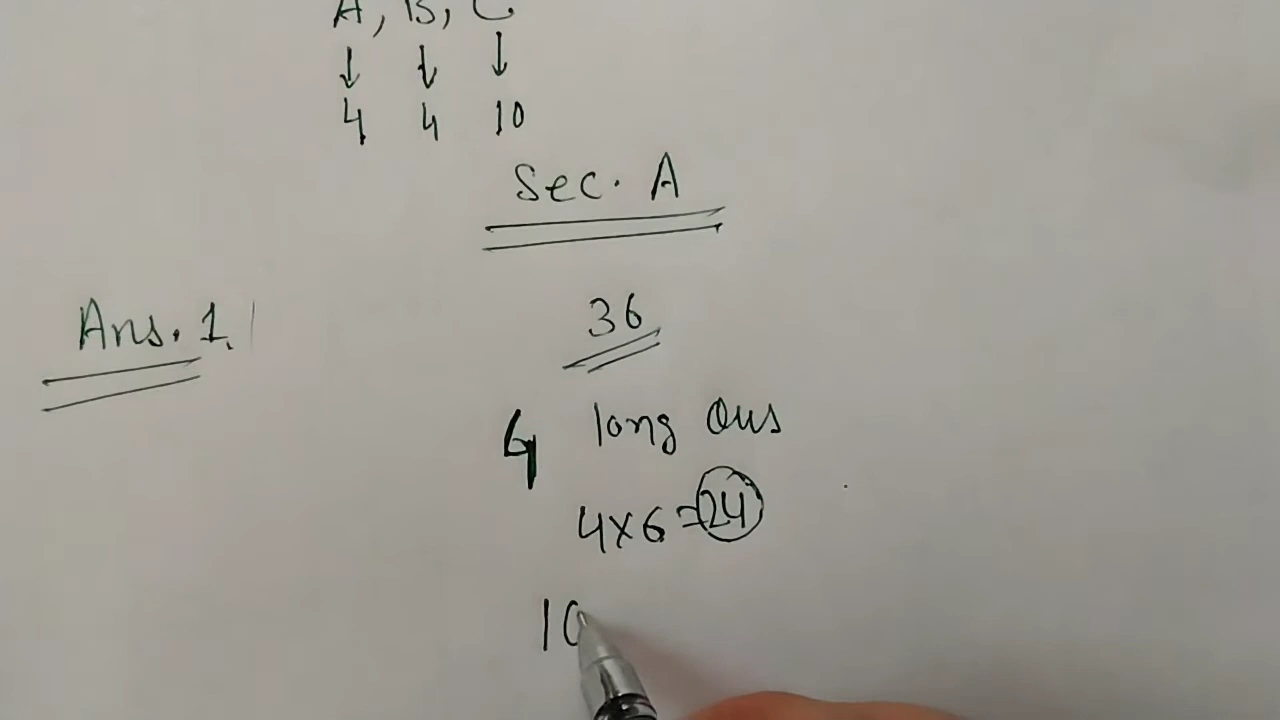 A, B, C
↓ ↓ ↓
4 4 10
Sec. A
Ans. 1.
36
4 long Qus
4x6=24
10